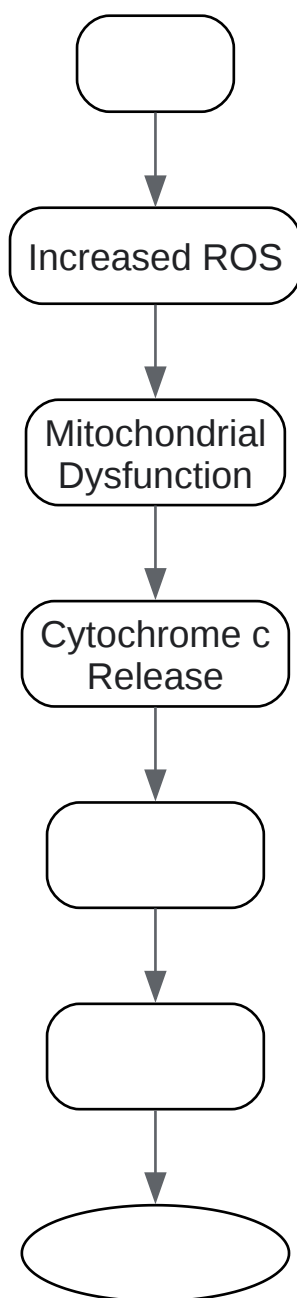 Increased ROS
Mitochondrial
Dysfunction
Cytochrome c
Release